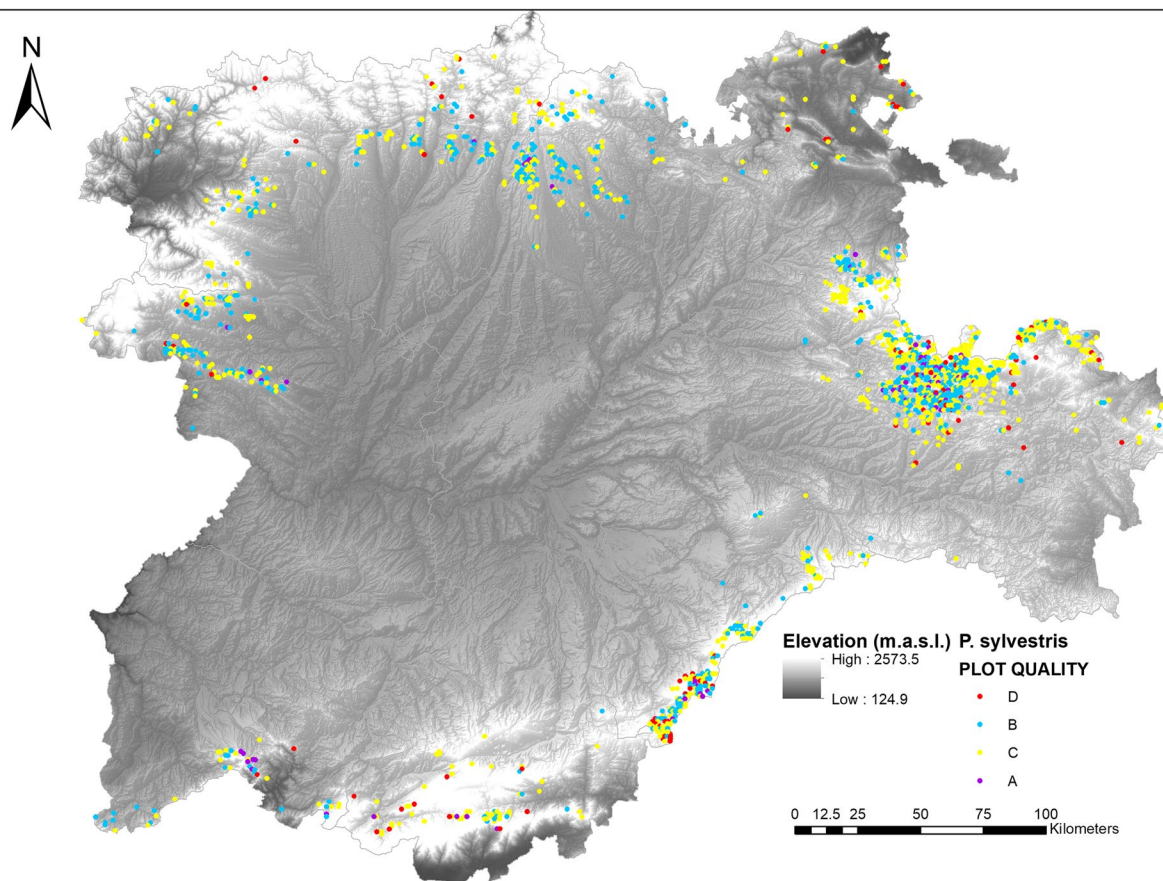 N
Elevation (m.a.s.l.)
High : 2573.5
Low : 124.9
P. sylvestris
PLOT QUALITY
D
B
C
A
0 12.5 25 50 75 100
Kilometers